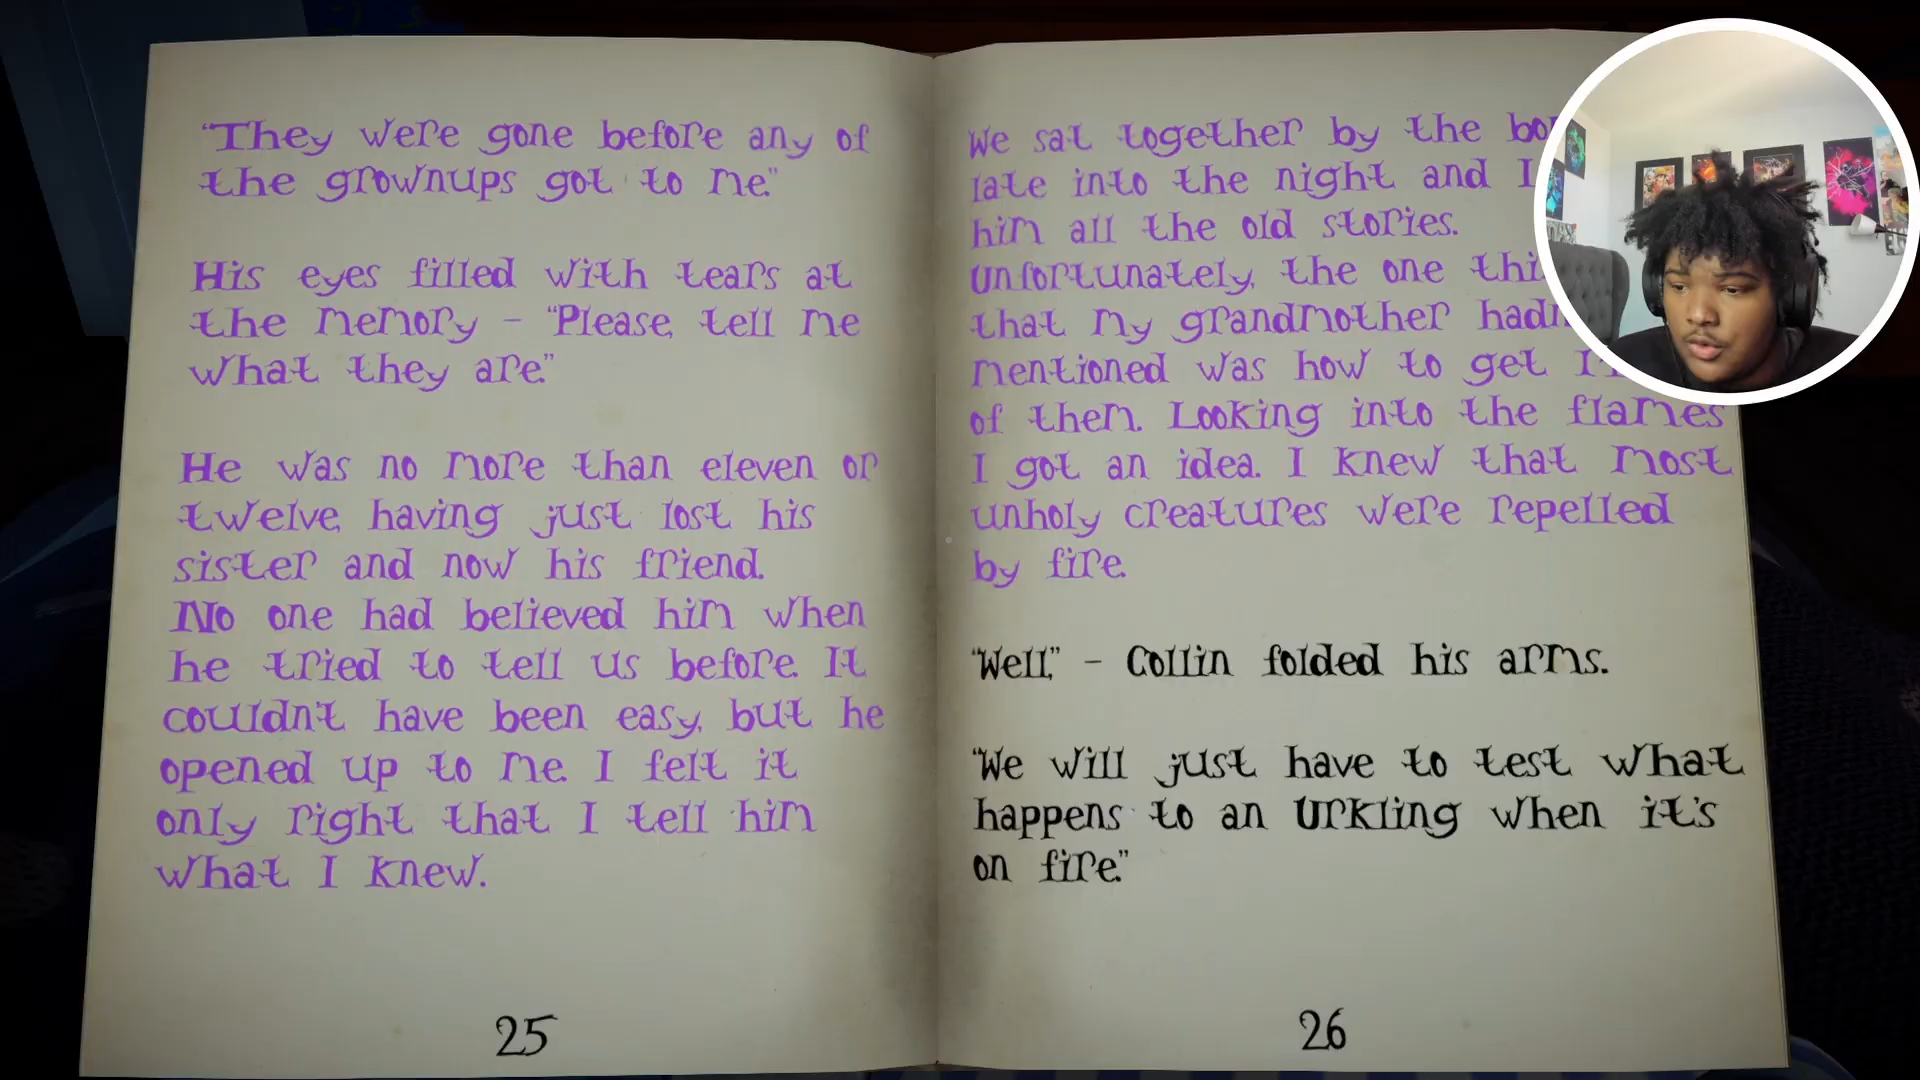 “They were gone before any of
the grownups got to me.”
His eyes filled with tears at
the memory – “Please, tell me
what they are.”
He was no more than eleven or
twelve, having just lost his
sister and now his friend.
No one had believed him when
he tried to tell us before. It
couldn't have been easy, but he
opened up to me. I felt it
only right that I tell him
what I knew.
25
We sat together by the
late into the night and I
him all the old stories.
Unfortunately, the one
that my grandmother
mentioned was how to get
of them. Looking into the flames
I got an idea. I knew that most
unholy creatures were repelled
by fire.
“Well,” – Collin folded his arms.
“We will just have to test what
happens to an Urkling when it's
on fire.”
26